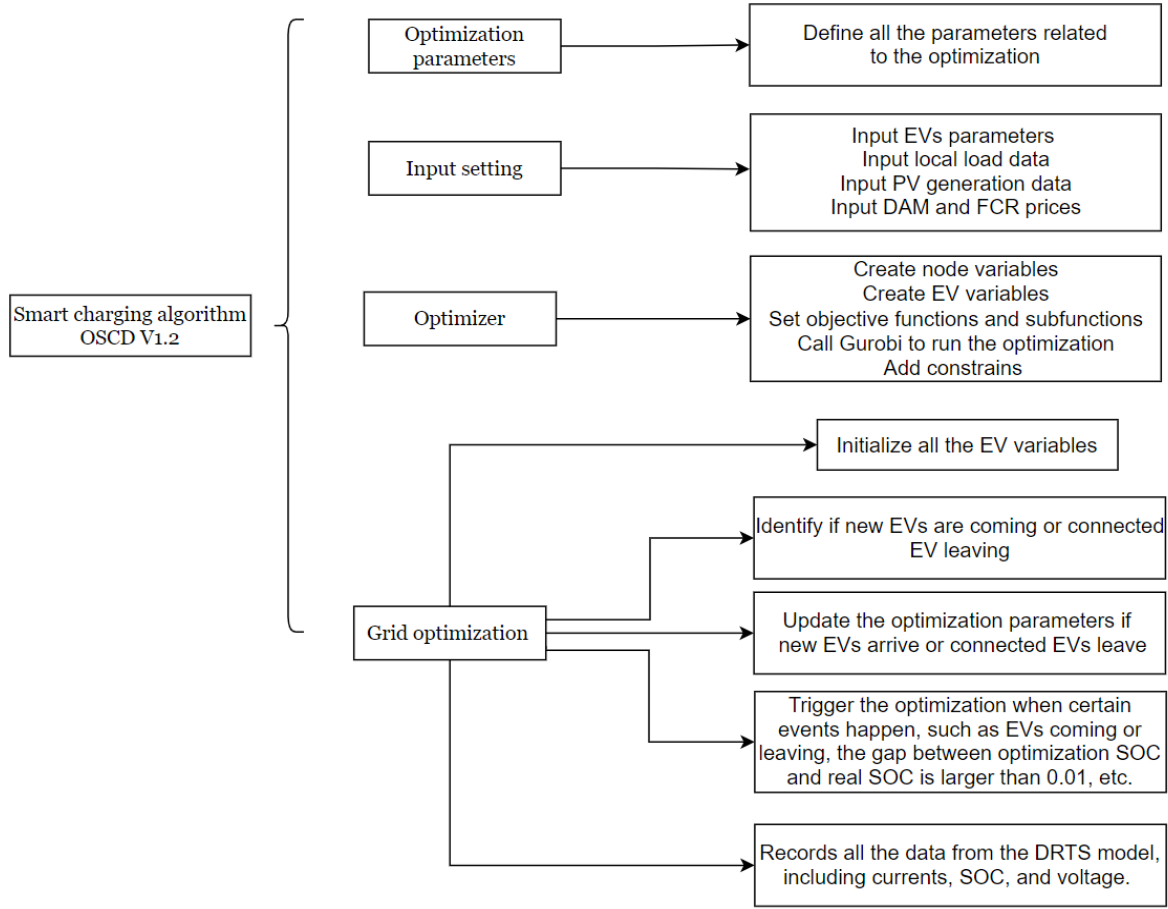 Optimization
parameters
Define all the parameters related
to the optimization
Input setting
Input EVs parameters
Input local load data
Input PV generation data
Input DAM and FCR prices
Smart charging algorithm
OSCD V1.2
Optimizer
Create node variables
Create EV variables
Set objective functions and subfunctions
Call Gurobi to run the optimization
Add constrains
Grid optimization
Initialize all the EV variables
Identify if new EVs are coming or connected
EV leaving
Update the optimization parameters if
new EVs arrive or connected EVs leave
Trigger the optimization when certain
events happen, such as EVs coming or
leaving, the gap between optimization SOC
and real SOC is larger than 0.01, etc.
Records all the data from the DRTS model,
including currents, SOC, and voltage.